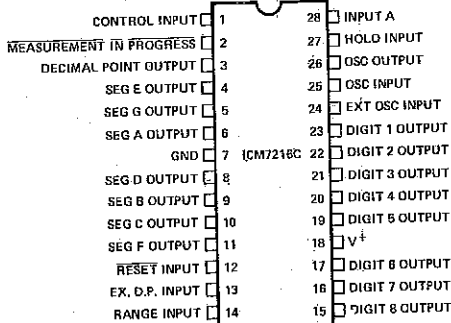 CONTROL INPUT 1
MEASUREMENT IN PROGRESS 2
DECIMAL POINT OUTPUT 3
SEG E OUTPUT 4
SEG G OUTPUT 5
SEG A OUTPUT 6
GND 7
SEG D OUTPUT 8
SEG B OUTPUT 9
SEG C OUTPUT 10
SEG F OUTPUT 11
RESET INPUT 12
EX. D.P. INPUT 13
RANGE INPUT 14
ICM7216C
28 INPUT A
27 HOLD INPUT
26 OSC OUTPUT
25 OSC INPUT
24 EXT OSC INPUT
23 DIGIT 1 OUTPUT
22 DIGIT 2 OUTPUT
21 DIGIT 3 OUTPUT
20 DIGIT 4 OUTPUT
19 DIGIT 5 OUTPUT
18 V+
17 DIGIT 6 OUTPUT
16 DIGIT 7 OUTPUT
15 DIGIT 8 OUTPUT